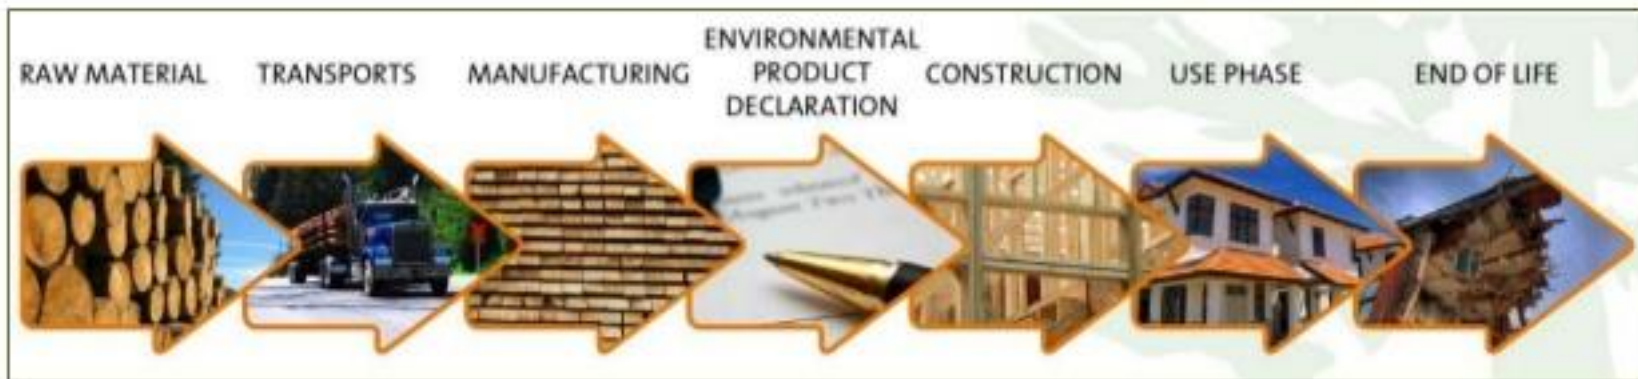 RAW MATERIAL
TRANSPORTS
MANUFACTURING
ENVIRONMENTAL
PRODUCT
DECLARATION
CONSTRUCTION
USE PHASE
END OF LIFE